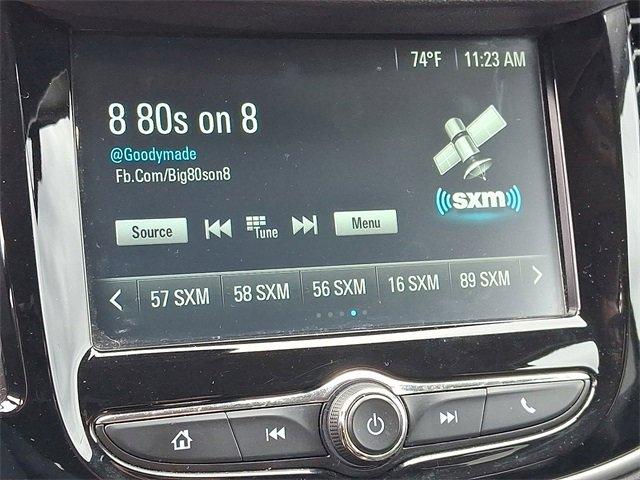 74°F 11:23 AM
8 80s on 8
@Goodymade
Fb.Com/Big80son8
sxm
Source Tune Menu
57 SXM 58 SXM 56 SXM 16 SXM 89 SXM